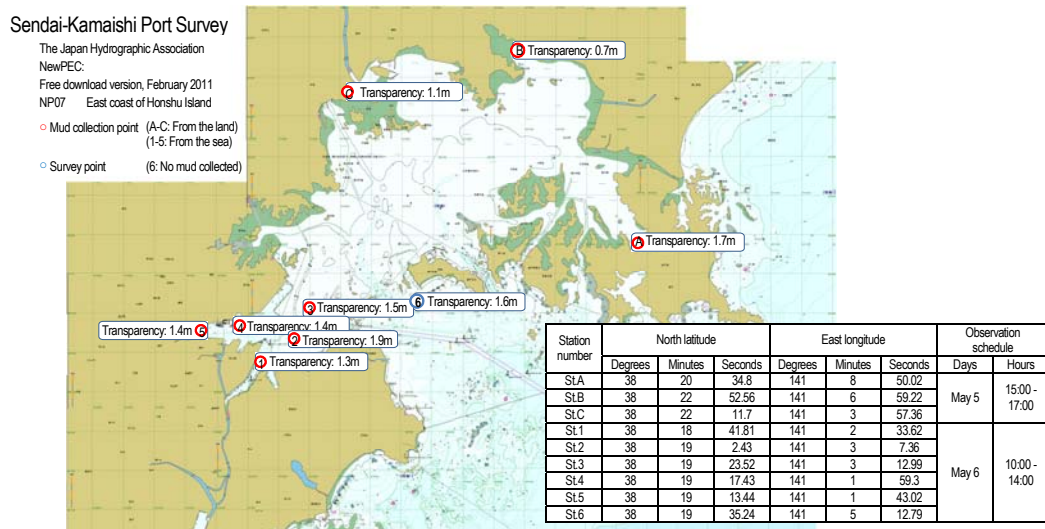 Sendai-Kamaishi Port Survey
The Japan Hydrographic Association
NewPEC:
Free download version, February 2011
NP07 East coast of Honshu Island
Mud collection point (A-C: From the land)
(1-5: From the sea)
Survey point (6: No mud collected)
B Transparency: 0.7m
C Transparency: 1.1m
A Transparency: 1.7m
6 Transparency: 1.6m
3 Transparency: 1.5m
Transparency: 1.4m 5
4 Transparency: 1.4m
2 Transparency: 1.9m
1 Transparency: 1.3m
Station number North latitude East longitude Observation schedule
Degrees Minutes Seconds Degrees Minutes Seconds Days Hours
St.A 38 20 34.8 141 8 50.02 May 5 15:00 - 17:00
St.B 38 22 52.56 141 6 59.22
St.C 38 22 11.7 141 3 57.36
St.1 38 18 41.81 141 2 33.62 May 6 10:00 - 14:00
St.2 38 19 2.43 141 3 7.36
St.3 38 19 23.52 141 3 12.99
St.4 38 19 17.43 141 1 59.3
St.5 38 19 13.44 141 1 43.02
St.6 38 19 35.24 141 5 12.79